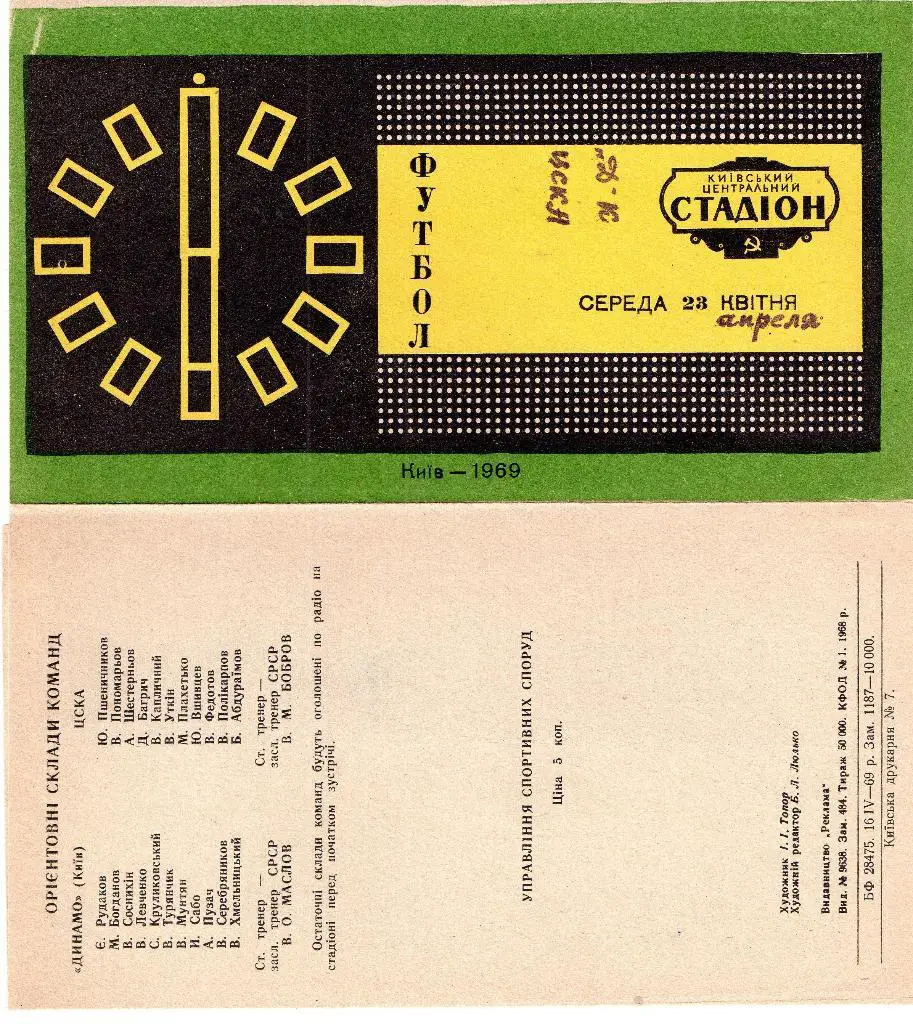 ФУТБОЛ
ЦСКА
„Д-К
КИЇВСЬКИЙ
ЦЕНТРАЛЬНИЙ
СТАДІОН
СЕРЕДА 23 КВІТНЯ
апреля
Київ — 1969
ОРІЄНТОВНІ СКЛАДИ КОМАНД
«ДИНАМО» (Київ)
Є. Рудаков
М. Богданов
В. Соснихін
В. Левченко
С. Круликовський
В. Турянчик
В. Мунтян
Й. Сабо
А. Пузач
В. Серебряников
В. Хмельницький
Ст. тренер —
засл. тренер СРСР
В. О. МАСЛОВ
ЦСКА
Ю. Пшеничников
В. Пономарьов
А. Шестерньов
Д. Багрич
В. Капличний
В. Уткін
М. Плахетько
Ю. Вшивцев
В. Федотов
В. Полікарпов
Б. Абдураїмов
Ст. тренер —
засл. тренер СРСР
В. М. БОБРОВ
Остаточні склади команд будуть оголошені по радіо на
стадіоні перед початком зустрічі.
УПРАВЛІННЯ СПОРТИВНИХ СПОРУД
Ціна 5 коп.
Художник І. І. Топор
Художній редактор Б. Л. Люлько
Видавництво „Реклама"
Вид. № 9638. Зам. 484. Тираж 50 000. КФОД № 1. 1968 р.
БФ 28475. 16 IV—69 р. Зам. 1187—10 000.
Київська друкарня № 7.